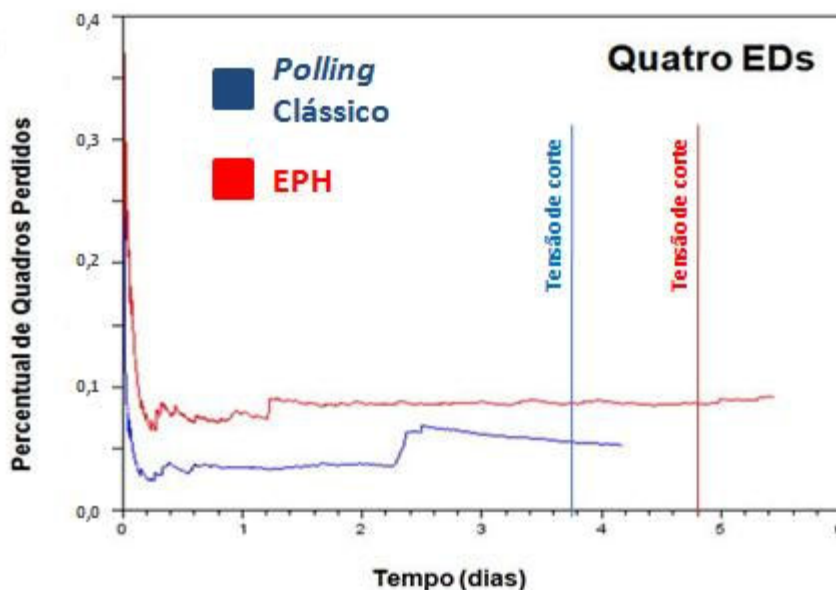 Quatro EDs
Polling
Clássico
EPH
Tensão de corte
Tensão de corte
Percentual de Quadros Perdidos
0,4
0,3
0,2
0,1
0,0
0
1
2
3
4
5
6
Tempo (dias)